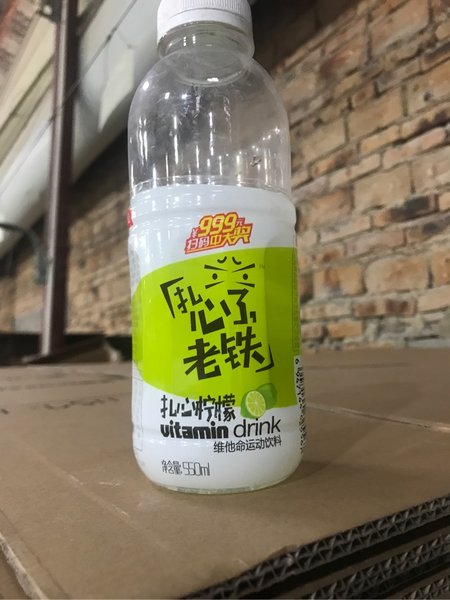 ¥999元
扫码中大奖
「扎
心了,
老铁」
扎心柠檬
vitamin drink
维他命运动饮料
净含量:550ml